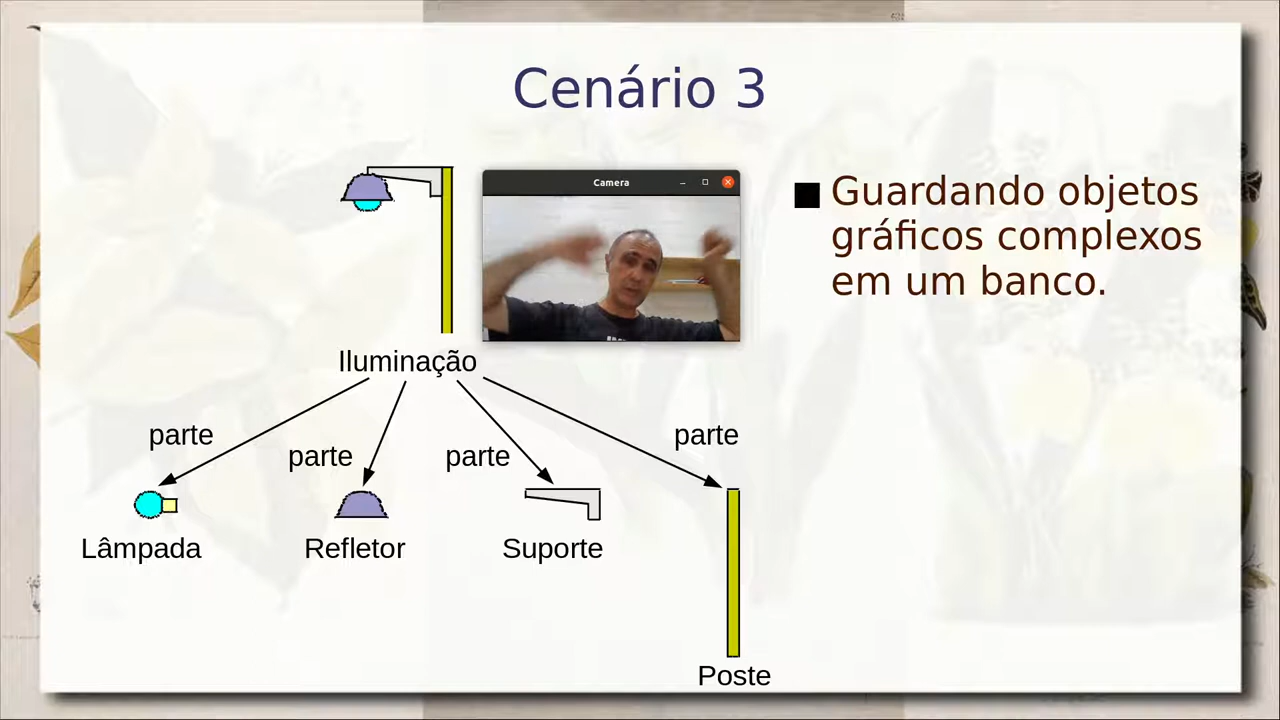 Cenário 3
Camera
Guardando objetos
gráficos complexos
em um banco.
Iluminação
parte
parte
parte
parte
Lâmpada
Refletor
Suporte
Poste